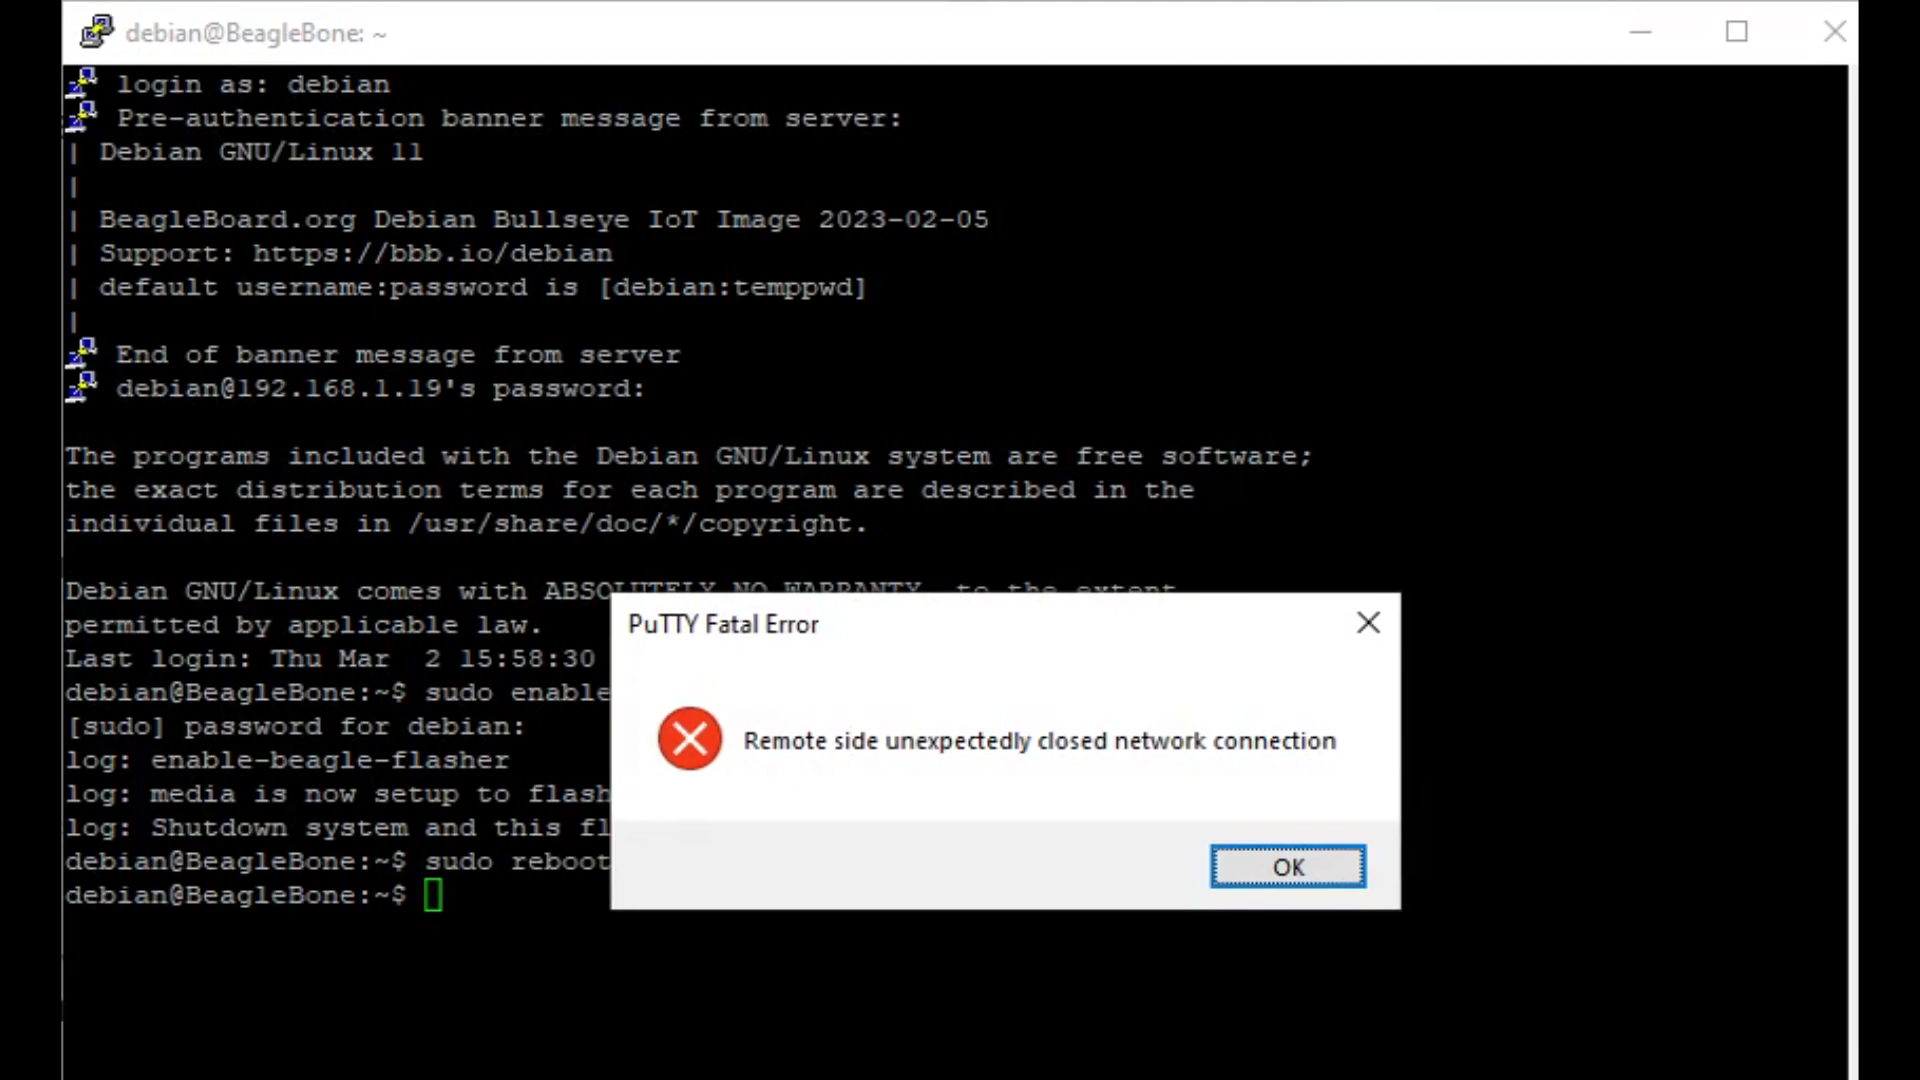 debian@BeagleBone: ~
login as: debian
Pre-authentication banner message from server:
| Debian GNU/Linux 11
|
| BeagleBoard.org Debian Bullseye IoT Image 2023-02-05
| Support: https://bbb.io/debian
| default username:password is [debian:temppwd]
|
End of banner message from server
debian@192.168.1.19's password:
The programs included with the Debian GNU/Linux system are free software;
the exact distribution terms for each program are described in the
individual files in /usr/share/doc/*/copyright.
Debian GNU/Linux comes with ABSOLUTELY NO WARRANTY, to the extent
permitted by applicable law.
Last login: Thu Mar  2 15:58:30
debian@BeagleBone:~$ sudo enable
[sudo] password for debian:
log: enable-beagle-flasher
log: media is now setup to flash
log: Shutdown system and this fl
debian@BeagleBone:~$ sudo reboot
debian@BeagleBone:~$
PuTTY Fatal Error
Remote side unexpectedly closed network connection
OK